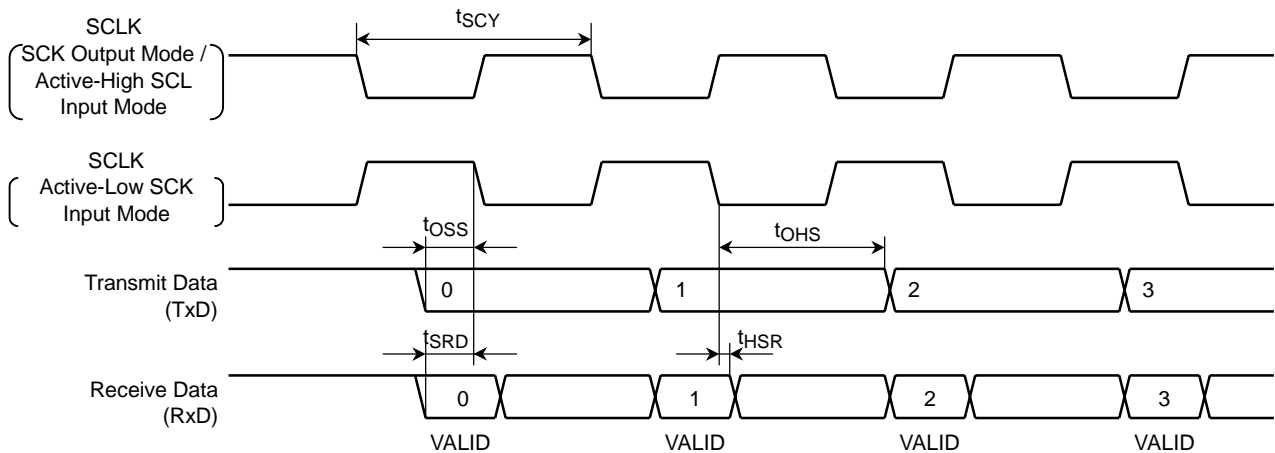 tSCY
SCLK
SCK Output Mode /
Active-High SCL
Input Mode
SCLK
Active-Low SCK
Input Mode
tOSS
tOHS
Transmit Data
(TxD)
0
1
2
3
tSRD
tHSR
Receive Data
(RxD)
0
1
2
3
VALID
VALID
VALID
VALID